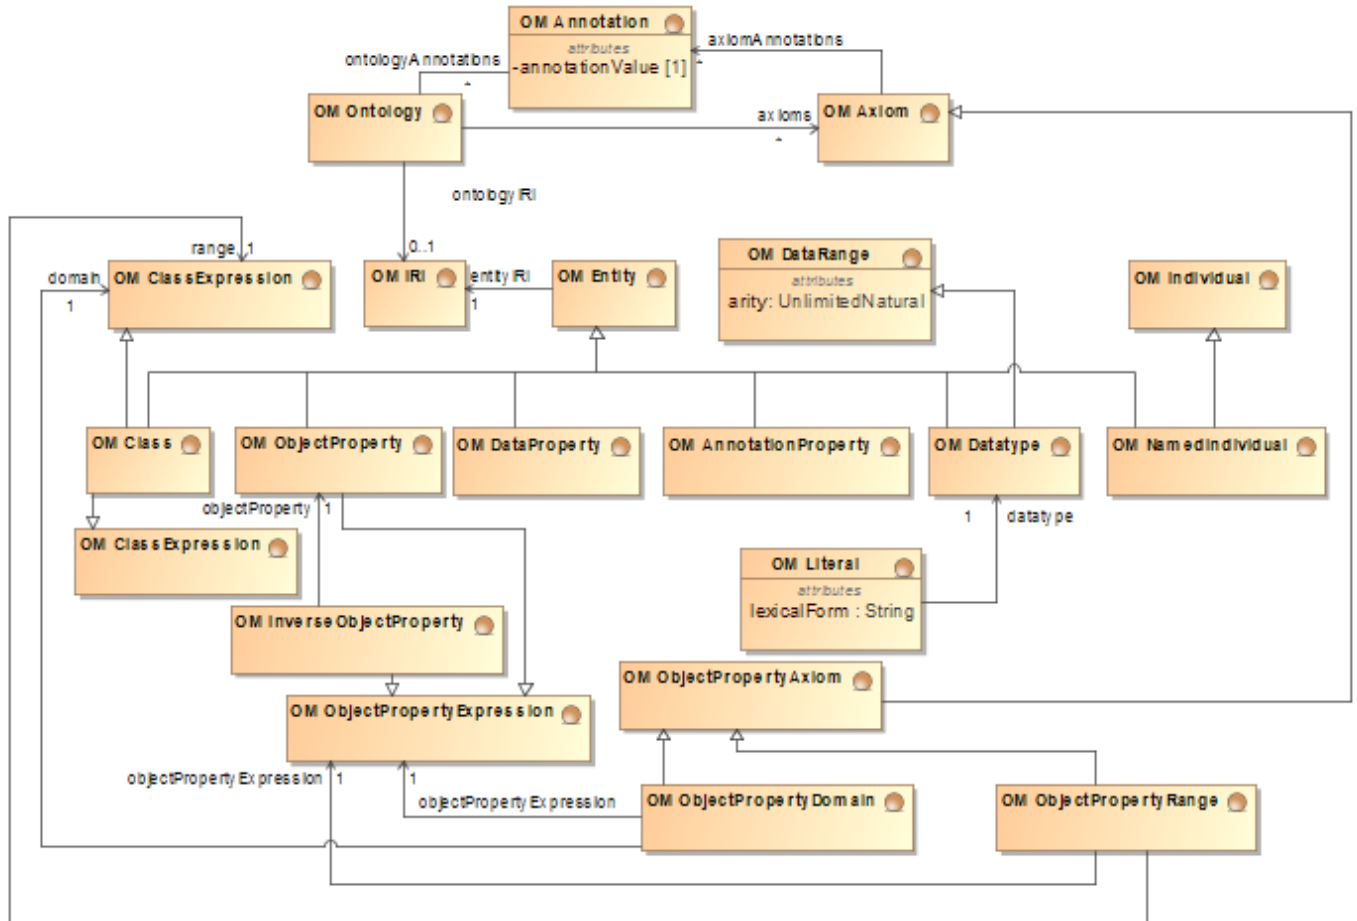 OM Annotation
attributes
-annotationValue [1]
axiomAnnotations
*
ontologyAnnotations
*
OM Ontology
axioms
*
OM Axiom
ontologyIRI
0..1
range 1
domain
1
OM ClassExpression
OM IRI
entityIRI
1
OM Entity
OM DataRange
attributes
arity: UnlimitedNatural
OM Individual
OM Class
OM ObjectProperty
OM DataProperty
OM AnnotationProperty
OM Datatype
OM NamedIndividual
objectProperty 1
1 datatype
OM ClassExpression
OM Literal
attributes
lexicalForm : String
OM InverseObjectProperty
OM ObjectPropertyAxiom
OM ObjectPropertyExpression
objectPropertyExpression 1
1
objectPropertyExpression
OM ObjectPropertyDomain
OM ObjectPropertyRange